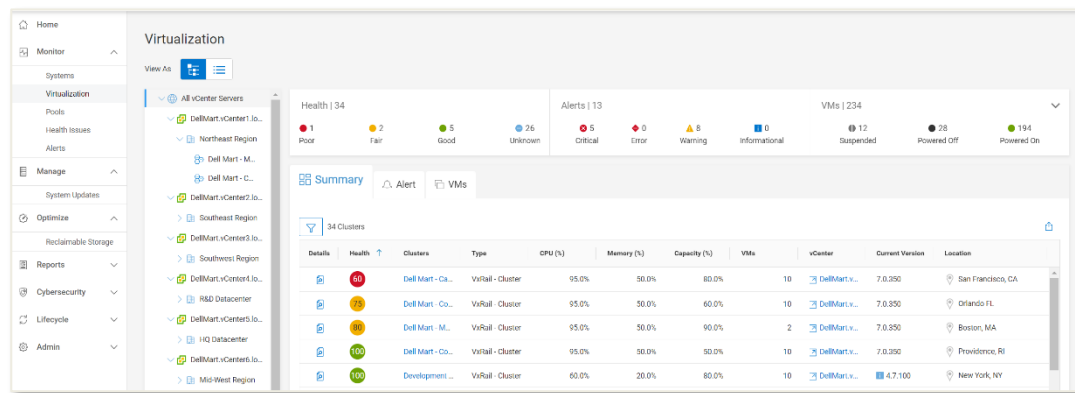 Home
Monitor
Systems
Virtualization
Pools
Health Issues
Alerts
Manage
System Updates
Optimize
Reclaimable Storage
Reports
Cybersecurity
Lifecycle
Admin
Virtualization
View As
All vCenter Servers
DellMart.vCenter1.lo...
Northeast Region
Dell Mart - M...
Dell Mart - C...
DellMart.vCenter2.lo...
Southeast Region
DellMart.vCenter3.lo...
Southwest Region
DellMart.vCenter4.lo...
R&D Datacenter
DellMart.vCenter5.lo...
HQ Datacenter
DellMart.vCenter6.lo...
Mid-West Region
Health | 34 Alerts | 13 VMs | 234
1 2 5 26 5 0 8 0 12 28 194
Poor Fair Good Unknown Critical Error Warning Informational Suspended Powered Off Powered On
Summary Alert VMs
34 Clusters
Details Health Clusters Type CPU (%) Memory (%) Capacity (%) VMs vCenter Current Version Location
60 Dell Mart - Ca... VxRail - Cluster 95.0% 50.0% 80.0% 10 DellMart.v... 7.0.350 San Francisco, CA
75 Dell Mart - Co... VxRail - Cluster 95.0% 50.0% 60.0% 10 DellMart.v... 7.0.350 Orlando FL
80 Dell Mart - M... VxRail - Cluster 95.0% 50.0% 90.0% 2 DellMart.v... 7.0.350 Boston, MA
100 Dell Mart - Co... VxRail - Cluster 95.0% 50.0% 50.0% 10 DellMart.v... 7.0.350 Providence, RI
100 Development ... VxRail - Cluster 60.0% 20.0% 80.0% 10 DellMart.v... 4.7.100 New York, NY